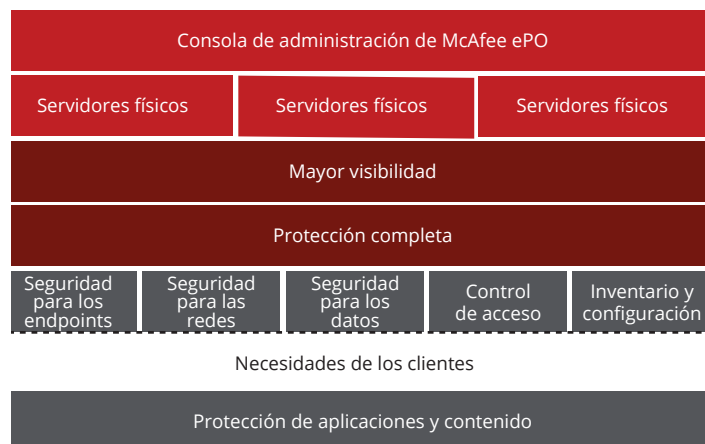 Consola de administración de McAfee ePO
Servidores físicos
Servidores físicos
Servidores físicos
Mayor visibilidad
Protección completa
Seguridad
para los
endpoints
Seguridad
para las
redes
Seguridad
para los
datos
Control
de acceso
Inventario y
configuración
Necesidades de los clientes
Protección de aplicaciones y contenido